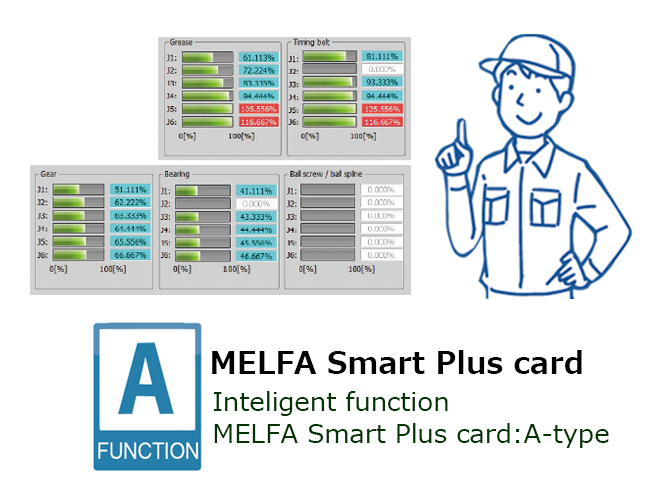 Grease
J1: 61.113%
J2: 72.224%
J3: 83.335%
J4: 94.444%
J5: 105.556%
J6: 116.667%
0[%] 100[%]
Timing belt
J1: 81.111%
J2: 0.000%
J3: 93.333%
J4: 94.444%
J5: 125.556%
J6: 116.667%
0[%] 100[%]
Gear
J1: 51.111%
J2: 62.222%
J3: 63.333%
J4: 64.444%
J5: 65.556%
J6: 66.667%
0[%] 100[%]
Bearing
J1: 41.111%
J2: 0.000%
J3: 43.333%
J4: 44.444%
J5: 45.556%
J6: 46.667%
0[%] 100[%]
Ball screw / ball spline
J1: 0.000%
J2: 0.000%
J3: 0.000%
J4: 0.000%
J5: 0.000%
J6: 0.000%
0[%] 100[%]
A
FUNCTION
MELFA Smart Plus card
Inteligent function
MELFA Smart Plus card:A-type